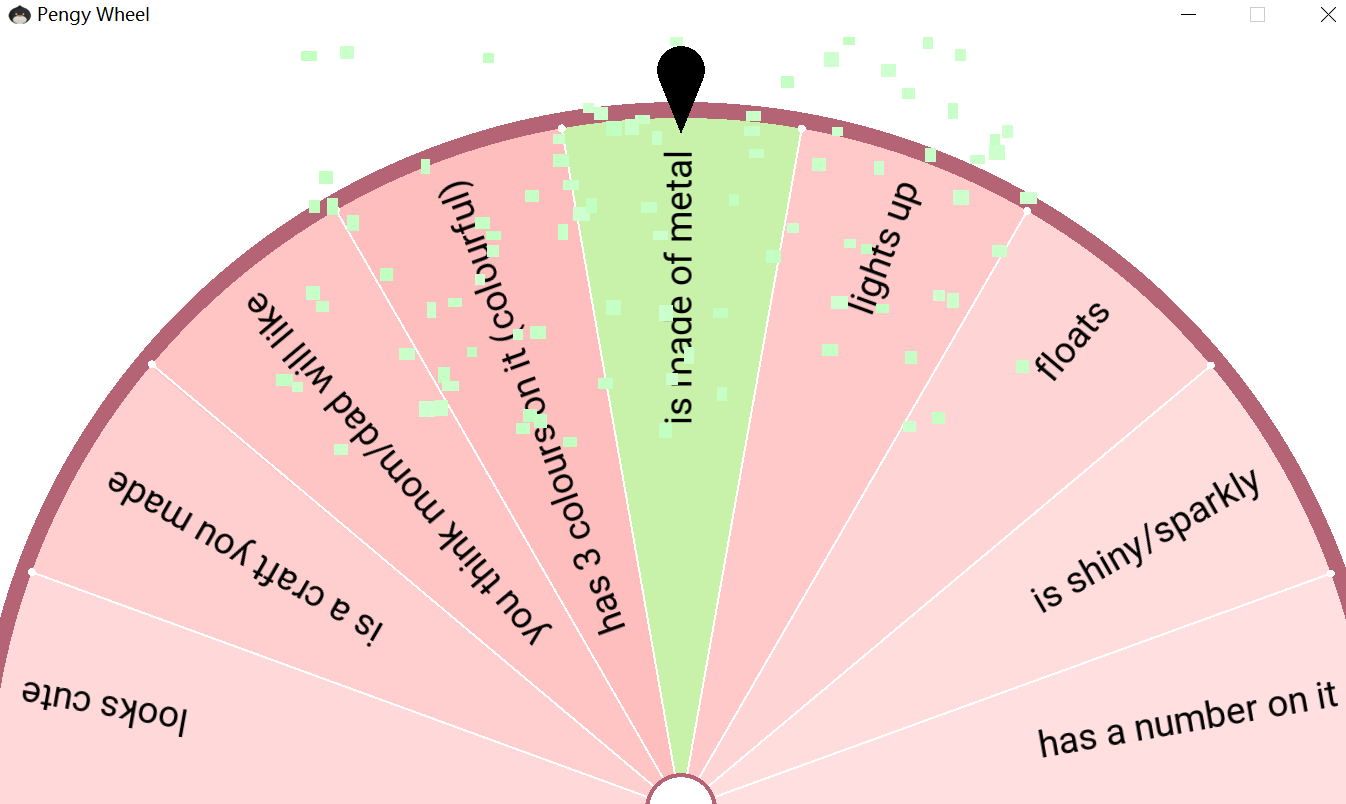 Pengy Wheel
looks cute
is a craft you made
you think mom/dad will like
has 3 colours on it (colourful)
is made of metal
lights up
floats
is shiny/sparkly
has a number on it